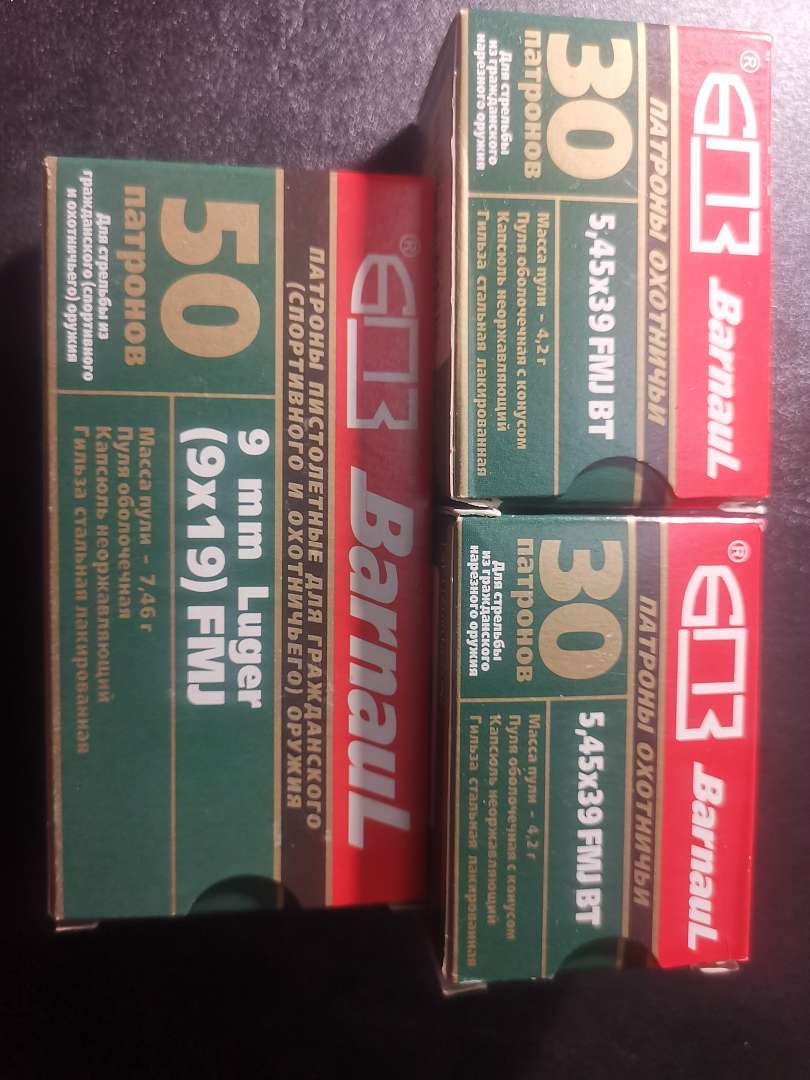 БПЗ®
Barnaul
ПАТРОНЫ ПИСТОЛЕТНЫЕ ДЛЯ ГРАЖДАНСКОГО
(СПОРТИВНОГО И ОХОТНИЧЬЕГО) ОРУЖИЯ
50
патронов
Для стрельбы из
гражданского (спортивного
и охотничьего) оружия
9 mm Luger
(9x19) FMJ
Масса пули – 7,46 г
Пуля оболочечная
Капсюль неоржавляющий
Гильза стальная лакированная
БПЗ®
Barnaul
ПАТРОНЫ ОХОТНИЧЬИ
30
патронов
Для стрельбы
из гражданского
нарезного оружия
5,45x39 FMJ BT
Масса пули – 4,2 г
Пуля оболочечная с конусом
Капсюль неоржавляющий
Гильза стальная лакированная
БПЗ®
Barnaul
ПАТРОНЫ ОХОТНИЧЬИ
30
патронов
Для стрельбы
из гражданского
нарезного оружия
5,45x39 FMJ BT
Масса пули – 4,2 г
Пуля оболочечная с конусом
Капсюль неоржавляющий
Гильза стальная лакированная